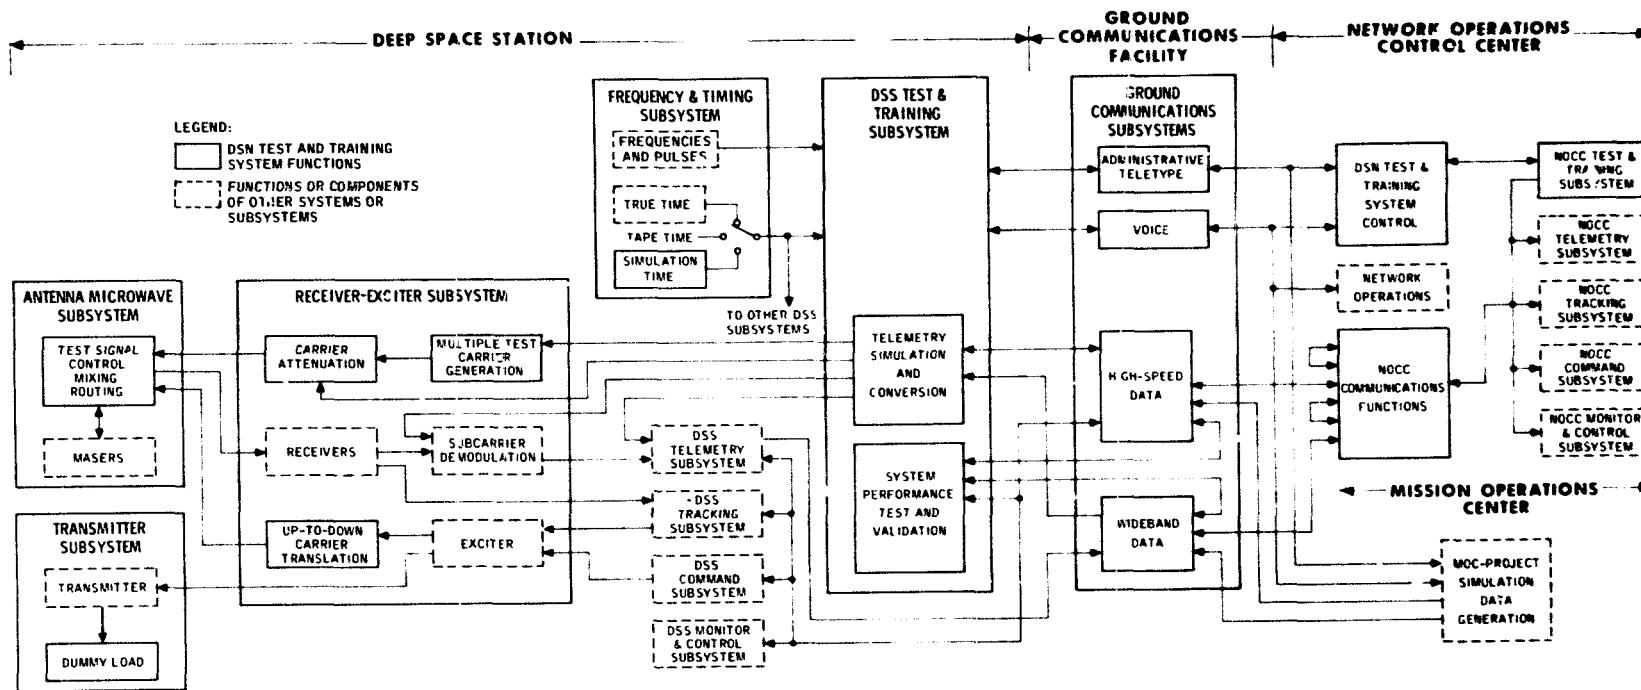 DEEP SPACE STATION
GROUND
COMMUNICATIONS
FACILITY
NETWORK OPERATIONS
CONTROL CENTER
LEGEND:
DSN TEST AND TRAINING
SYSTEM FUNCTIONS
FUNCTIONS OR COMPONENTS
OF OTHER SYSTEMS OR
SUBSYSTEMS
FREQUENCY & TIMING
SUBSYSTEM
FREQUENCIES
AND PULSES
TRUE TIME
TAPE TIME
SIMULATION
TIME
TO OTHER DSS
SUBSYSTEMS
DSS TEST &
TRAINING
SUBSYSTEM
TELEMETRY
SIMULATION
AND
CONVERSION
SYSTEM
PERFORMANCE
TEST AND
VALIDATION
GROUND
COMMUNICATIONS
SUBSYSTEMS
ADMINISTRATIVE
TELETYPE
VOICE
HIGH-SPEED
DATA
WIDEBAND
DATA
DSN TEST &
TRAINING
SYSTEM
CONTROL
NETWORK
OPERATIONS
NOCC
COMMUNICATIONS
FUNCTIONS
NOCC TEST &
TRAINING
SUBSYSTEM
NOCC
TELEMETRY
SUBSYSTEM
NOCC
TRACKING
SUBSYSTEM
NOCC
COMMAND
SUBSYSTEM
NOCC MONITOR
& CONTROL
SUBSYSTEM
MISSION OPERATIONS
CENTER
MOC-PROJECT
SIMULATION
DATA
GENERATION
ANTENNA MICROWAVE
SUBSYSTEM
TEST SIGNAL
CONTROL
MIXING
ROUTING
MASERS
TRANSMITTER
SUBSYSTEM
TRANSMITTER
DUMMY LOAD
RECEIVER-EXCITER SUBSYSTEM
CARRIER
ATTENUATION
MULTIPLE TEST
CARRIER
GENERATION
RECEIVERS
SUBCARRIER
DEMODULATION
UP-TO-DOWN
CARRIER
TRANSLATION
EXCITER
DSS
TELEMETRY
SUBSYSTEM
DSS
TRACKING
SUBSYSTEM
DSS
COMMAND
SUBSYSTEM
DSS MONITOR
& CONTROL
SUBSYSTEM